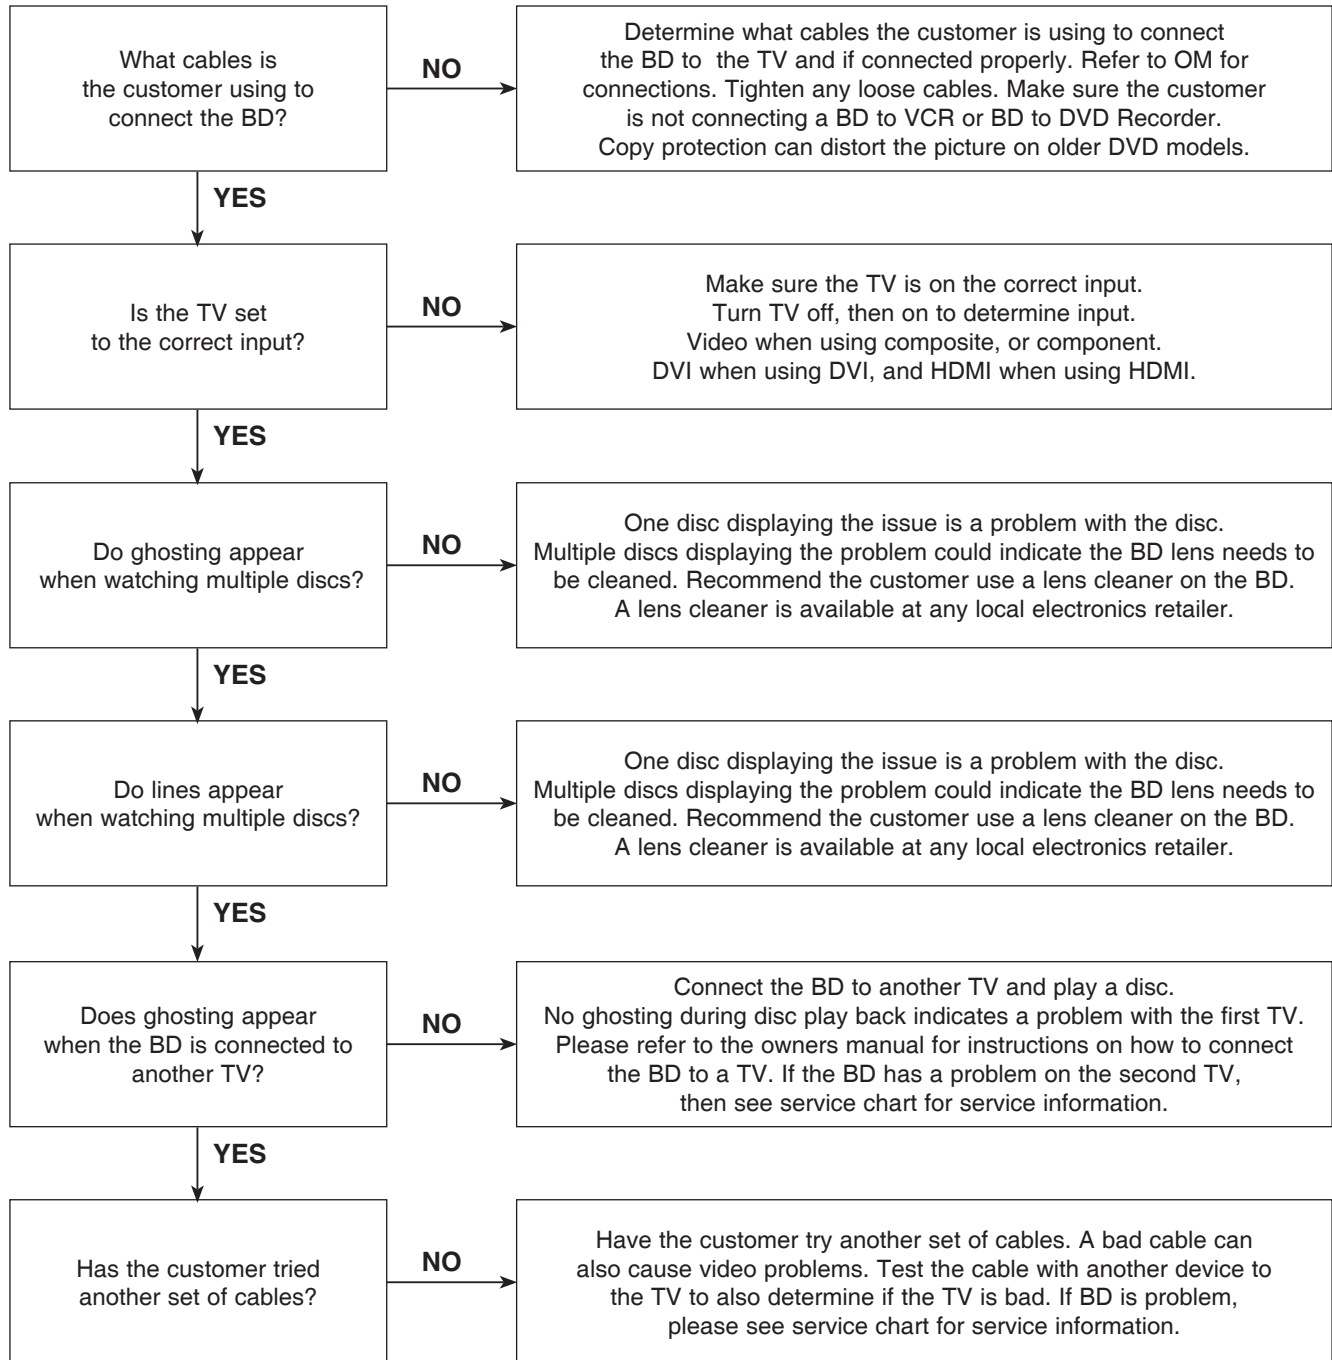 What cables is
the customer using to
connect the BD?
NO
Determine what cables the customer is using to connect
the BD to the TV and if connected properly. Refer to OM for
connections. Tighten any loose cables. Make sure the customer
is not connecting a BD to VCR or BD to DVD Recorder.
Copy protection can distort the picture on older DVD models.
YES
Is the TV set
to the correct input?
NO
Make sure the TV is on the correct input.
Turn TV off, then on to determine input.
Video when using composite, or component.
DVI when using DVI, and HDMI when using HDMI.
YES
Do ghosting appear
when watching multiple discs?
NO
One disc displaying the issue is a problem with the disc.
Multiple discs displaying the problem could indicate the BD lens needs to
be cleaned. Recommend the customer use a lens cleaner on the BD.
A lens cleaner is available at any local electronics retailer.
YES
Do lines appear
when watching multiple discs?
NO
One disc displaying the issue is a problem with the disc.
Multiple discs displaying the problem could indicate the BD lens needs to
be cleaned. Recommend the customer use a lens cleaner on the BD.
A lens cleaner is available at any local electronics retailer.
YES
Does ghosting appear
when the BD is connected to
another TV?
NO
Connect the BD to another TV and play a disc.
No ghosting during disc play back indicates a problem with the first TV.
Please refer to the owners manual for instructions on how to connect
the BD to a TV. If the BD has a problem on the second TV,
then see service chart for service information.
YES
Has the customer tried
another set of cables?
NO
Have the customer try another set of cables. A bad cable can
also cause video problems. Test the cable with another device to
the TV to also determine if the TV is bad. If BD is problem,
please see service chart for service information.